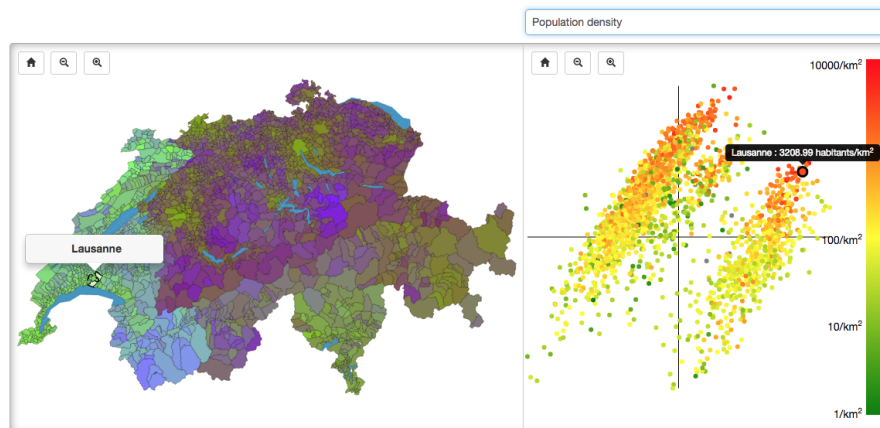 Population density
10000/km²
Lausanne : 3208.99 habitants/km²
Lausanne
100/km²
10/km²
1/km²